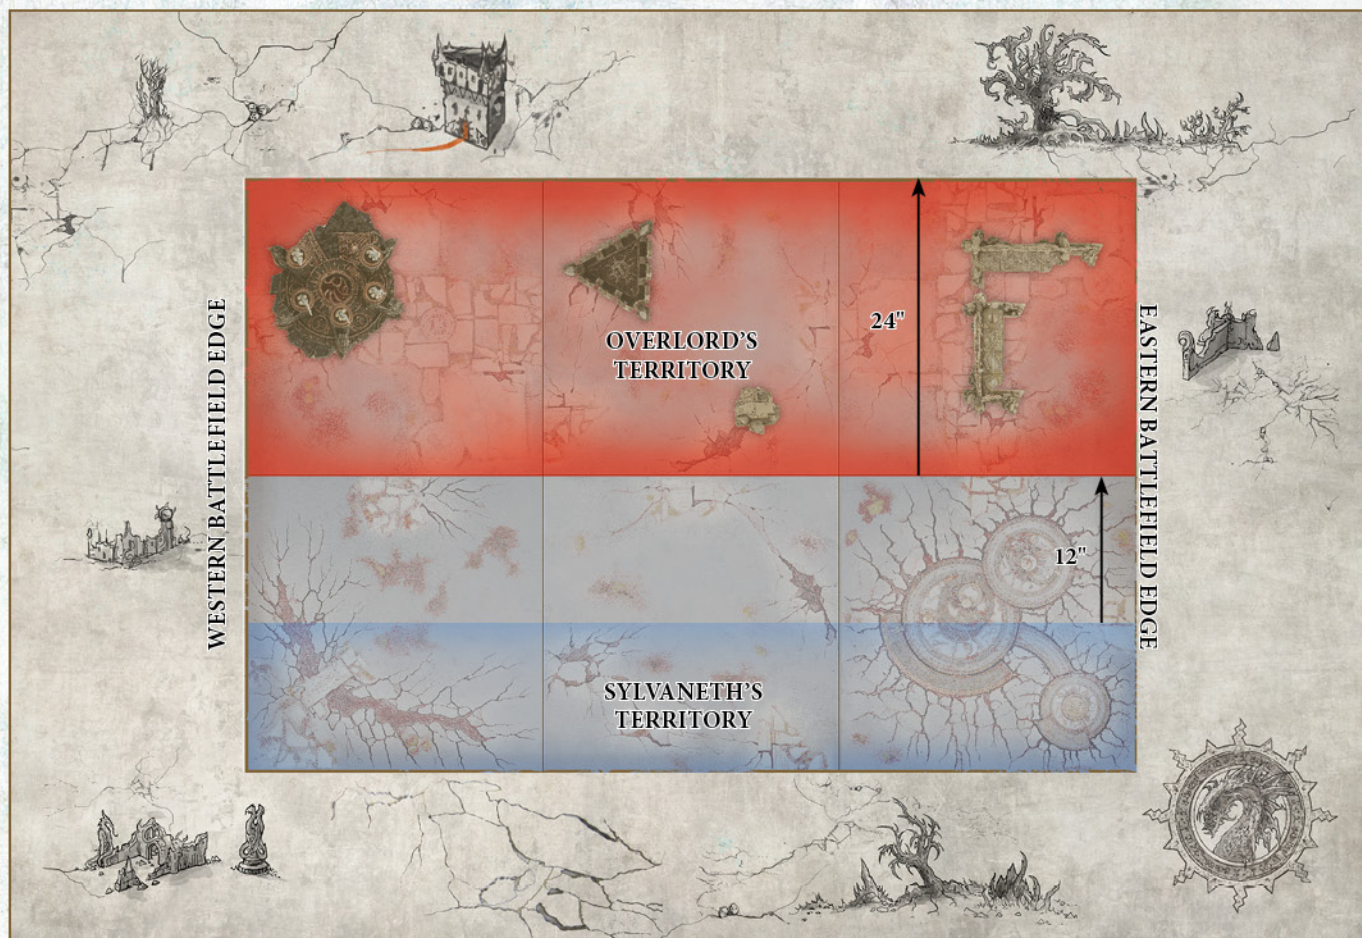 WESTERN BATTLEFIELD EDGE
OVERLORD'S
TERRITORY
24"
EASTERN BATTLEFIELD EDGE
12"
SYLVANETH'S
TERRITORY